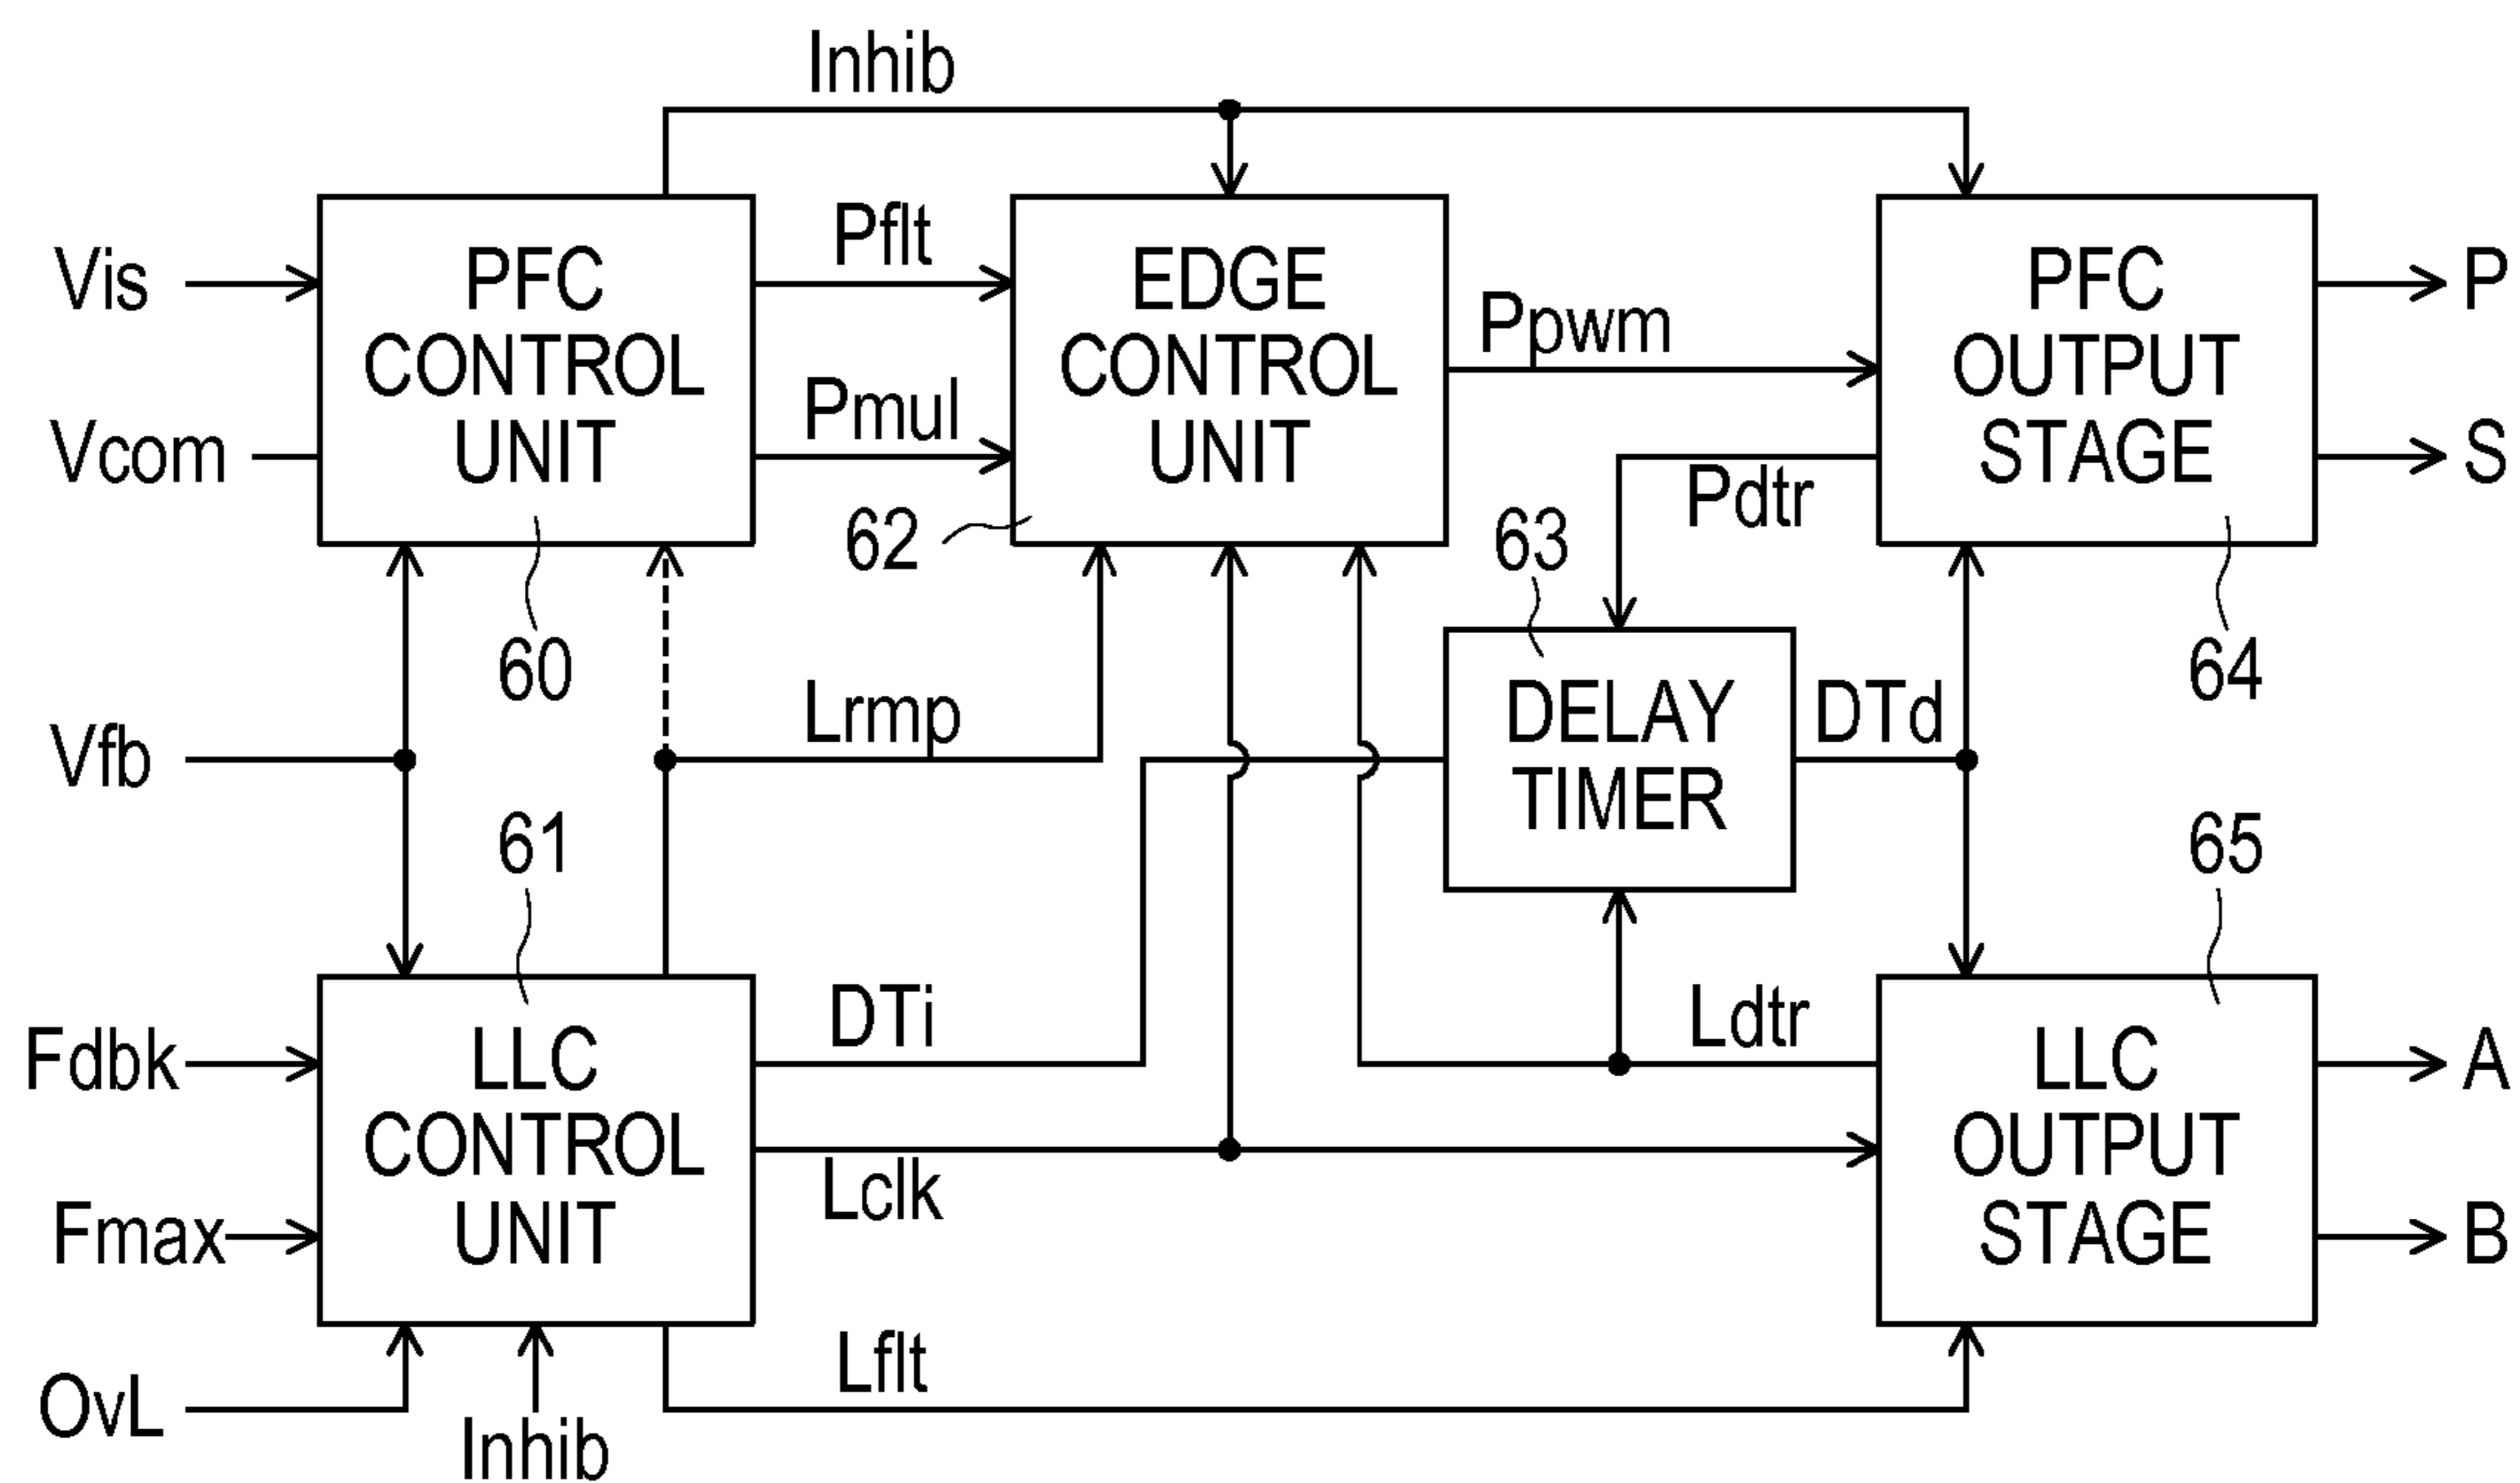 Inhib
Vis
Vcom
PFC
CONTROL
UNIT
60
Pflt
Pmul
62
EDGE
CONTROL
UNIT
Ppwm
Pdtr
63
PFC
OUTPUT
STAGE
64
P
S
Vfb
Lrmp
DELAY
TIMER
DTd
61
65
Fdbk
Fmax
OvL
Inhib
LLC
CONTROL
UNIT
DTi
Lclk
Lflt
Ldtr
LLC
OUTPUT
STAGE
A
B